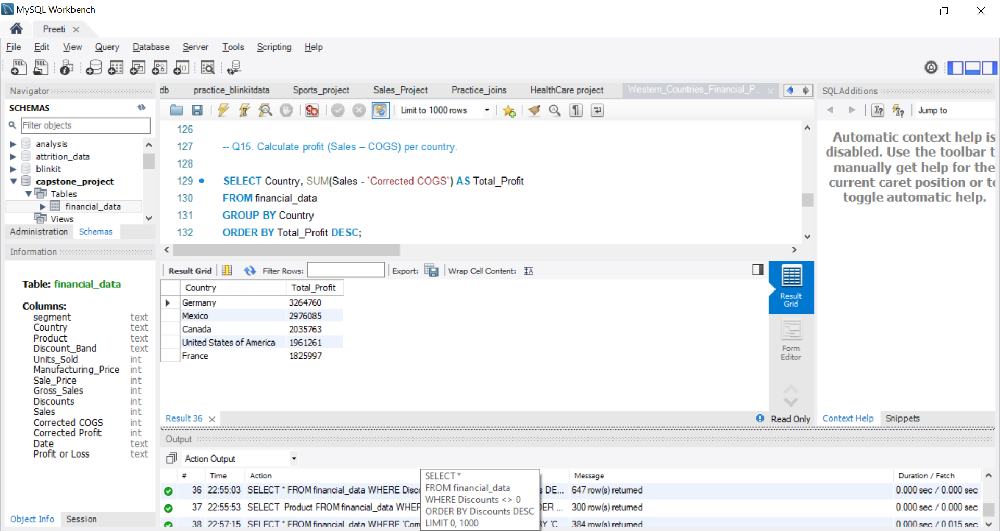 MySQL Workbench
Preeti
File Edit View Query Database Server Tools Scripting Help
Navigator
SCHEMAS
Filter objects
analysis
attrition_data
blinkit
capstone_project
Tables
financial_data
Views
Administration Schemas
Information
Table: financial_data
Columns:
segment text
Country text
Product text
Discount_Band text
Units_Sold int
Manufacturing_Price int
Sale_Price int
Gross_Sales int
Discounts int
Sales int
Corrected COGS int
Corrected Profit int
Date text
Profit or Loss text
Object Info Session
db practice_blinkitdata Sports_project Sales_Project Practice_joins HealthCare project Western_Countries_Financial_P...
Limit to 1000 rows
126
127 -- Q15. Calculate profit (Sales – COGS) per country.
128
129 SELECT Country, SUM(Sales - `Corrected COGS`) AS Total_Profit
130 FROM financial_data
131 GROUP BY Country
132 ORDER BY Total_Profit DESC;
Result Grid Filter Rows: Export: Wrap Cell Content:
Country Total_Profit
Germany 3264760
Mexico 2976085
Canada 2035763
United States of America 1961261
France 1825997
Result Grid
Form Editor
Result 36
Read Only
SQLAdditions
Jump to
Automatic context help is
disabled. Use the toolbar t
manually get help for the
current caret position or to
toggle automatic help.
Context Help Snippets
Output
Action Output
# Time Action Message Duration / Fetch
36 22:55:03 SELECT * FROM financial_data WHERE Disco s DE... 647 row(s) returned 0.000 sec / 0.000 sec
37 22:55:53 SELECT Product FROM financial_data WHER DER ... 300 row(s) returned 0.000 sec / 0.000 sec
38 22:57:15 SELECT * FROM financial_data WHERE `Corr BY `C... 384 row(s) returned 0.000 sec / 0.015 sec
SELECT *
FROM financial_data
WHERE Discounts <> 0
ORDER BY Discounts DESC
LIMIT 0, 1000